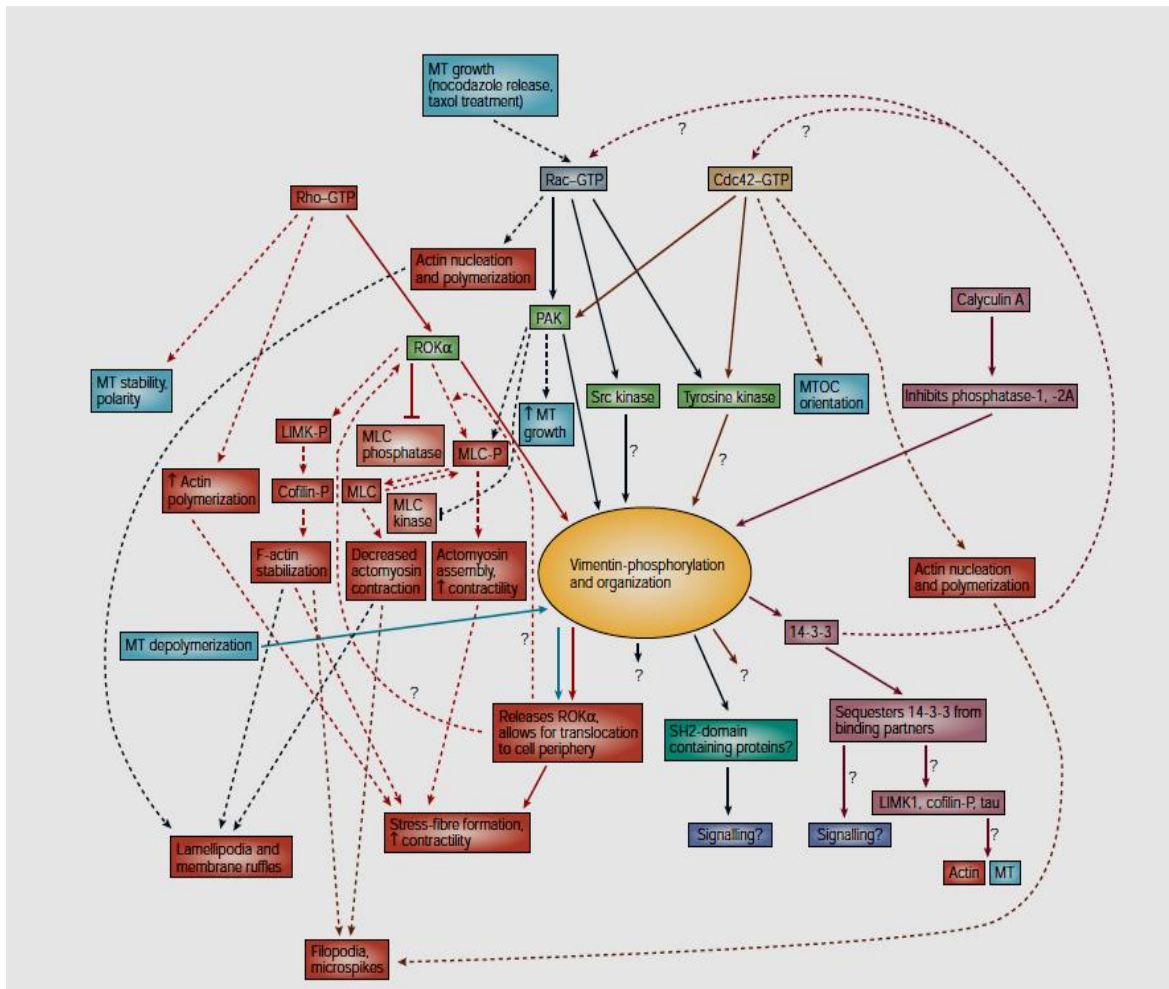 MT growth
(nocodazole release,
taxol treatment)
?
?
Rac–GTP
Cdc42–GTP
Rho–GTP
Actin nucleation
and polymerization
Calyculin A
PAK
ROKα
MT stability,
polarity
Src kinase
Tyrosine kinase
MTOC
orientation
Inhibits phosphatase-1, -2A
↑ MT
growth
LIMK-P
MLC
phosphatase
MLC-P
?
?
↑ Actin
polymerization
Cofilin-P
MLC
MLC
kinase
F-actin
stabilization
Decreased
actomyosin
contraction
Actomyosin
assembly,
↑ contractility
Vimentin-phosphorylation
and organization
Actin nucleation
and polymerization
14-3-3
MT depolymerization
?
?
?
?
Releases ROKα,
allows for translocation
to cell periphery
SH2-domain
containing proteins?
Sequesters 14-3-3 from
binding partners
?
?
LIMK1, cofilin-P, tau
Stress-fibre formation,
↑ contractility
Signalling?
Signalling?
?
Lamellipodia and
membrane ruffles
Actin
MT
Filopodia,
microspikes